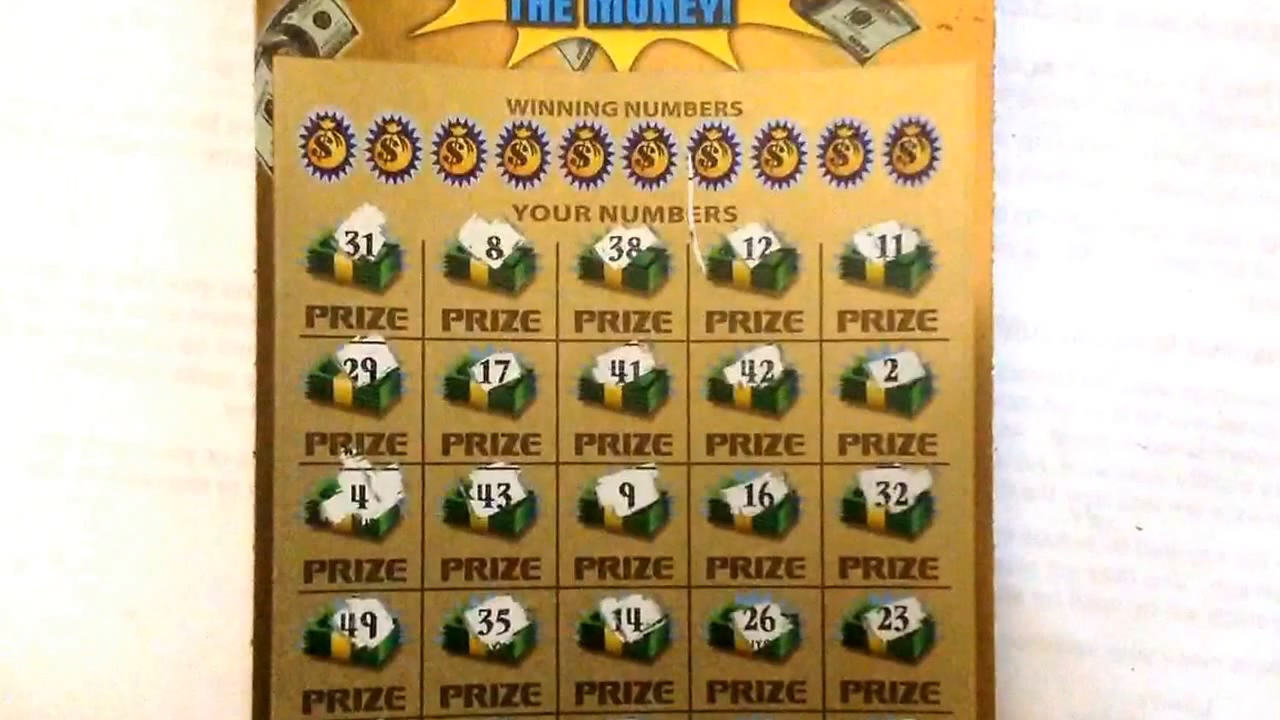 THE MONEY!
WINNING NUMBERS
YOUR NUMBERS
31 8 38 12 11
PRIZE PRIZE PRIZE PRIZE PRIZE
29 17 41 42 2
PRIZE PRIZE PRIZE PRIZE PRIZE
4 43 9 16 32
PRIZE PRIZE PRIZE PRIZE PRIZE
49 35 14 26 23
PRIZE PRIZE PRIZE PRIZE PRIZE